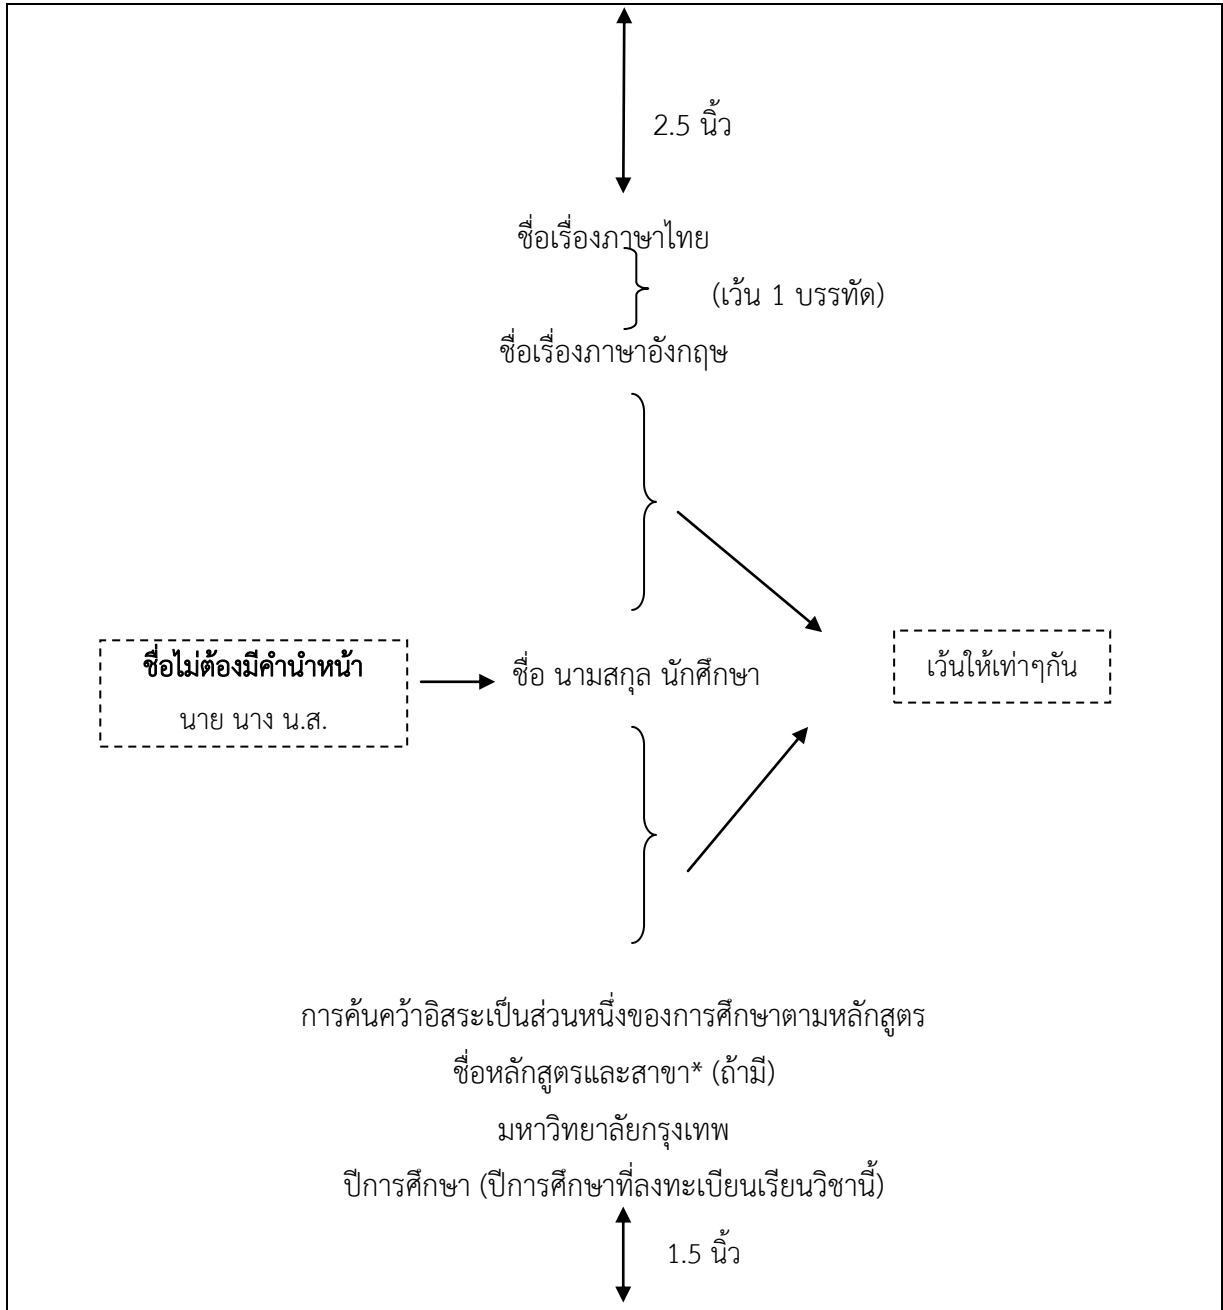 2.5 นิ้ว
ชื่อเรื่องภาษาไทย
(เว้น 1 บรรทัด)
ชื่อเรื่องภาษาอังกฤษ
ชื่อไม่ต้องมีคำนำหน้า
นาย นาง น.ส.
ชื่อ นามสกุล นักศึกษา
เว้นให้เท่าๆกัน
การค้นคว้าอิสระเป็นส่วนหนึ่งของการศึกษาตามหลักสูตร
ชื่อหลักสูตรและสาขา* (ถ้ามี)
มหาวิทยาลัยกรุงเทพ
ปีการศึกษา (ปีการศึกษาที่ลงทะเบียนเรียนวิชานี้)
1.5 นิ้ว